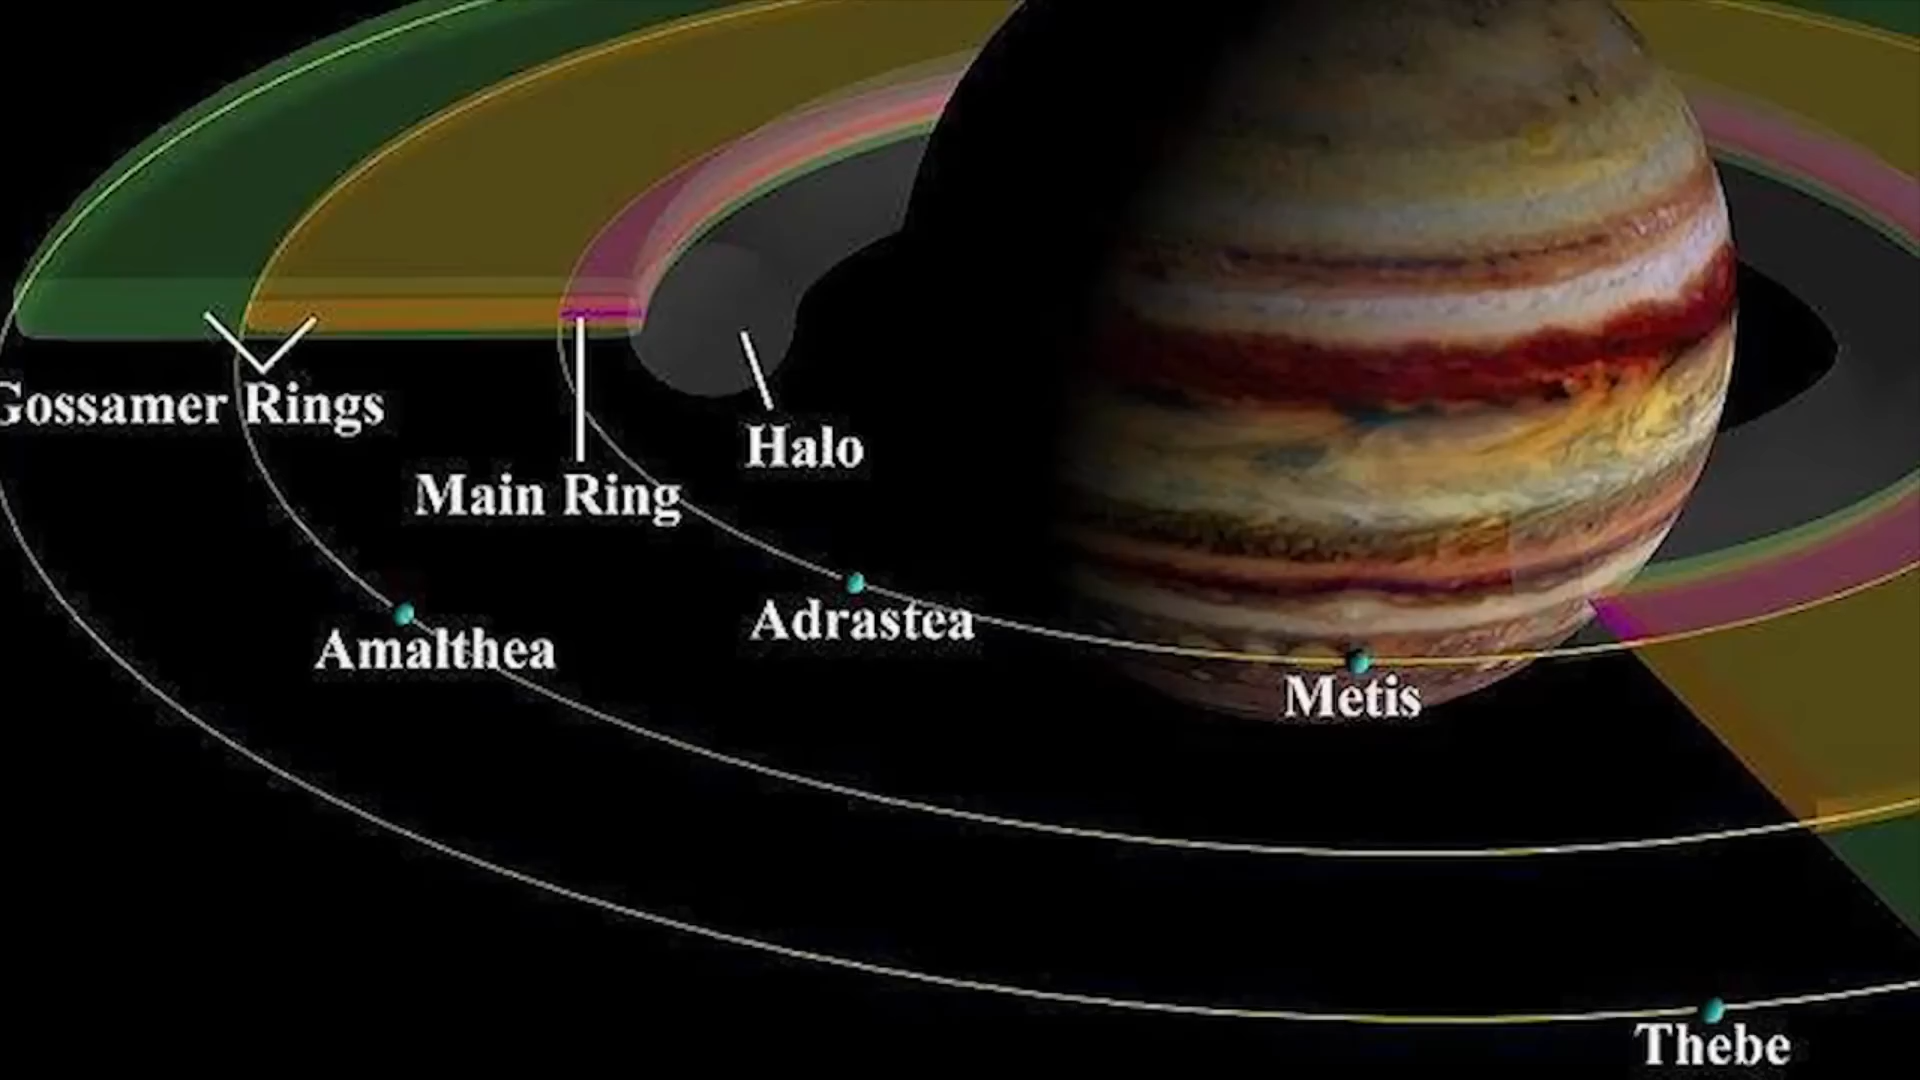 Gossamer Rings
Halo
Main Ring
Adrastea
Amalthea
Metis
Thebe